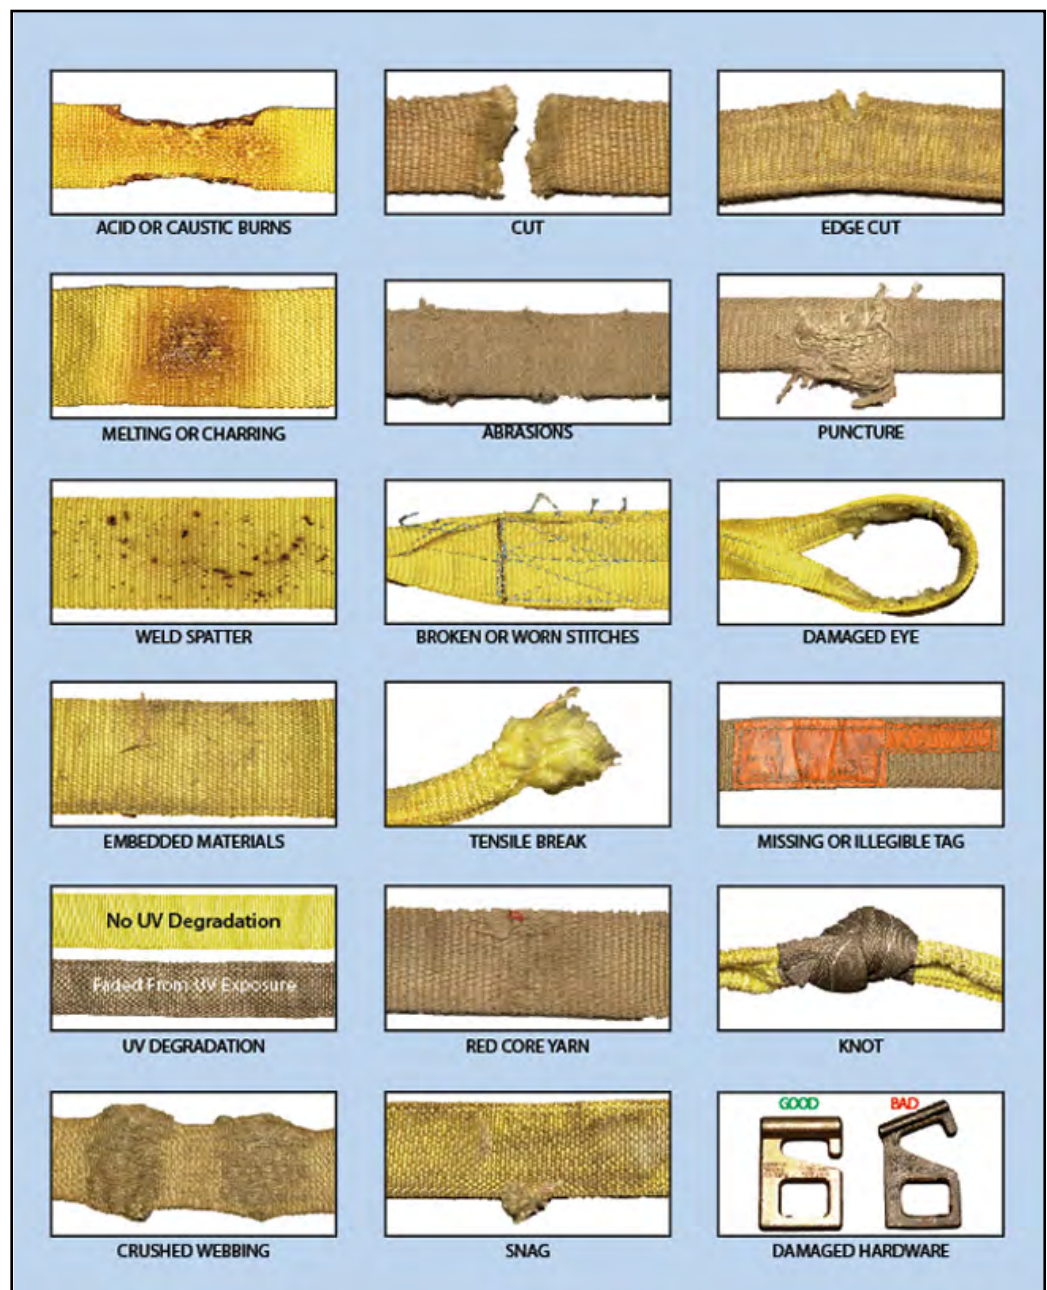 ACID OR CAUSTIC BURNS
CUT
EDGE CUT
MELTING OR CHARRING
ABRASIONS
PUNCTURE
WELD SPATTER
BROKEN OR WORN STITCHES
DAMAGED EYE
EMBEDDED MATERIALS
TENSILE BREAK
MISSING OR ILLEGIBLE TAG
No UV Degradation
Faded From UV Exposure
UV DEGRADATION
RED CORE YARN
KNOT
GOOD
BAD
CRUSHED WEBBING
SNAG
DAMAGED HARDWARE